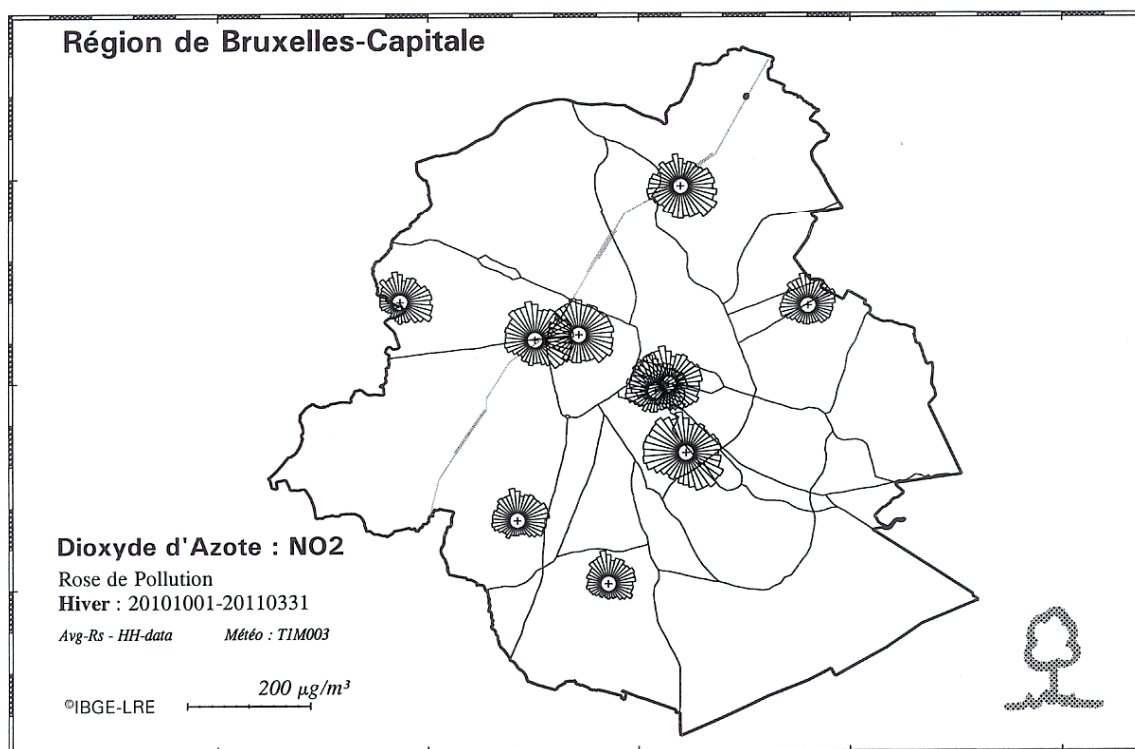 Région de Bruxelles-Capitale
Dioxyde d'Azote : NO2
Rose de Pollution
Hiver : 20101001-20110331
Avg-Rs - HH-data Météo : T1M003
200 µg/m³
©IBGE-LRE